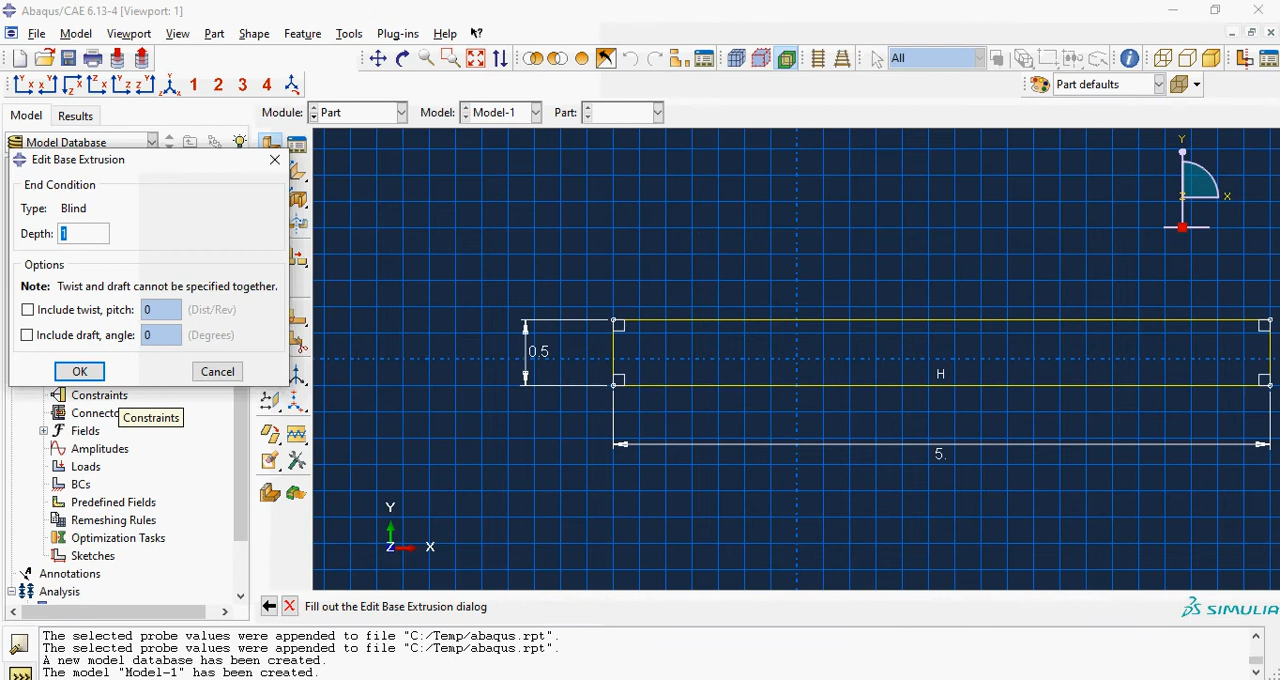 Abaqus/CAE 6.13-4 [Viewport: 1]
File Model Viewport View Part Shape Feature Tools Plug-ins Help
All
1 2 3 4
Part defaults
Model Results
Module: Part Model: Model-1 Part:
Model Database
Edit Base Extrusion
End Condition
Type: Blind
Depth: 1
Options
Note: Twist and draft cannot be specified together.
Include twist, pitch: 0 (Dist/Rev)
Include draft, angle: 0 (Degrees)
OK Cancel
Constraints
Connecto
Constraints
Fields
Amplitudes
Loads
BCs
Predefined Fields
Remeshing Rules
Optimization Tasks
Sketches
Annotations
Analysis
Y
Z X
0.5
H
5.
Y
Z X
Fill out the Edit Base Extrusion dialog
SIMULIA
The selected probe values were appended to file "C:/Temp/abaqus.rpt".
The selected probe values were appended to file "C:/Temp/abaqus.rpt".
A new model database has been created.
The model "Model-1" has been created.